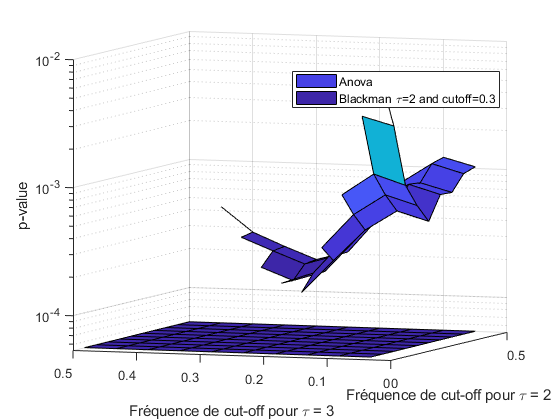 10-2
Anova
Blackman τ=2 and cutoff=0.3
10-3
p-value
10-4
0.5
0.5
0.4
0.3
0.2
0.1
00
Fréquence de cut-off pour τ = 2
Fréquence de cut-off pour τ = 3